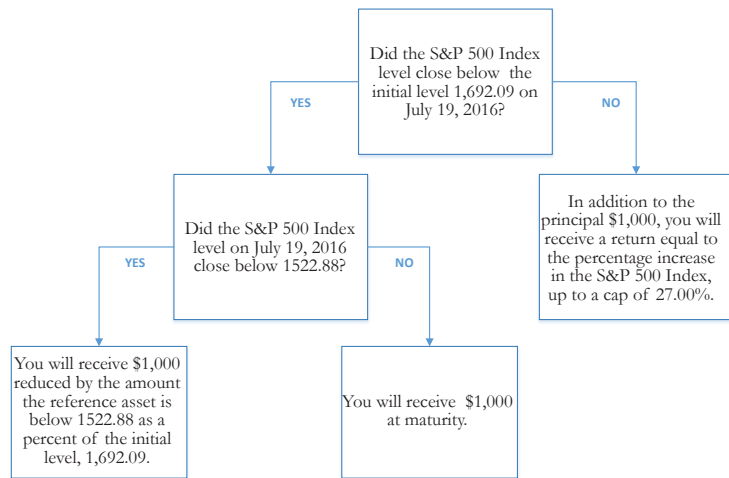 Did the S&P 500 Index
level close below the
initial level 1,692.09 on
July 19, 2016?
YES
NO
Did the S&P 500 Index
level on July 19, 2016
close below 1522.88?
In addition to the
principal $1,000, you will
receive a return equal to
the percentage increase
in the S&P 500 Index,
up to a cap of 27.00%.
YES
NO
You will receive $1,000
reduced by the amount
the reference asset is
below 1522.88 as a
percent of the initial
level, 1,692.09.
You will receive $1,000
at maturity.